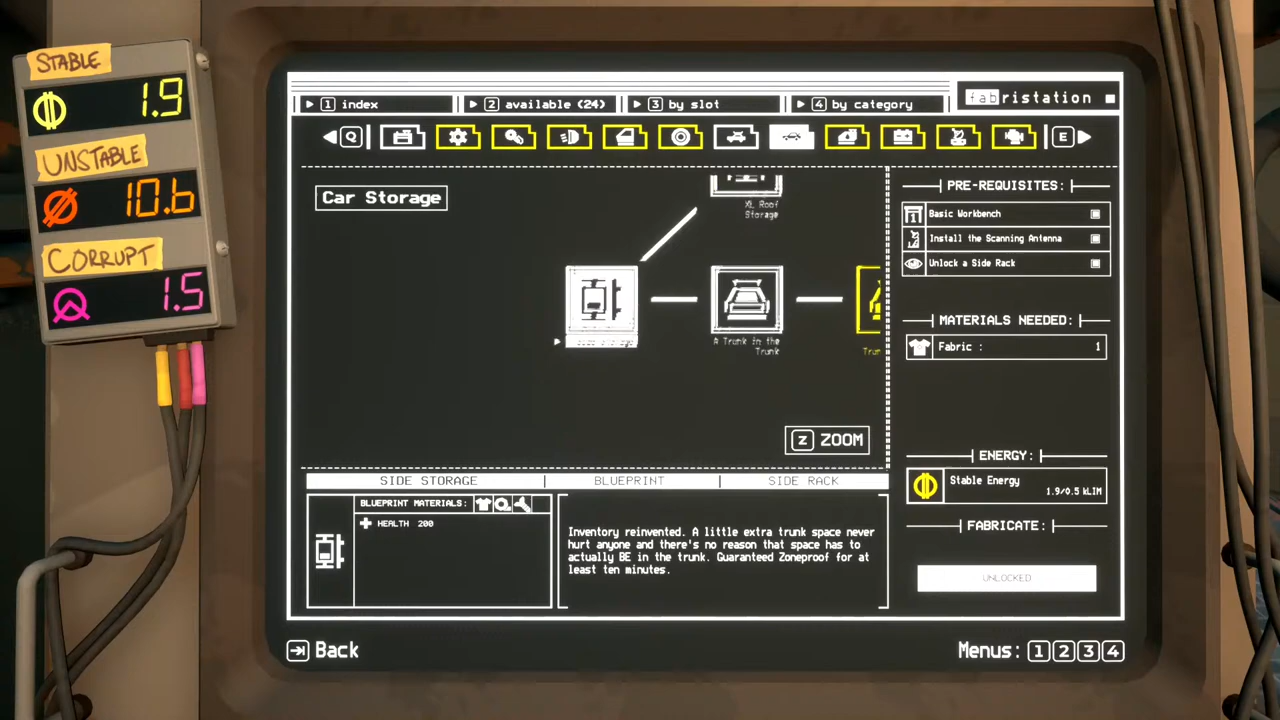 STABLE
1.9
UNSTABLE
10.6
CORRUPT
1.5
1 index
2 available (24)
3 by slot
4 by category
fabristation
Q
E
Car Storage
XL Roof
Storage
A Trunk in the
Trunk
Trun
Z ZOOM
PRE-REQUISITES:
Basic Workbench
Install the Scanning Antenna
Unlock a Side Rack
MATERIALS NEEDED:
Fabric : 1
ENERGY:
Stable Energy
1.9/0.5 kLIM
FABRICATE:
UNLOCKED
SIDE STORAGE
BLUEPRINT
SIDE RACK
BLUEPRINT MATERIALS:
HEALTH 200
Inventory reinvented. A little extra trunk space never
hurt anyone and there's no reason that space has to
actually BE in the trunk. Guaranteed Zoneproof for at
least ten minutes.
Back
Menus: 1 2 3 4